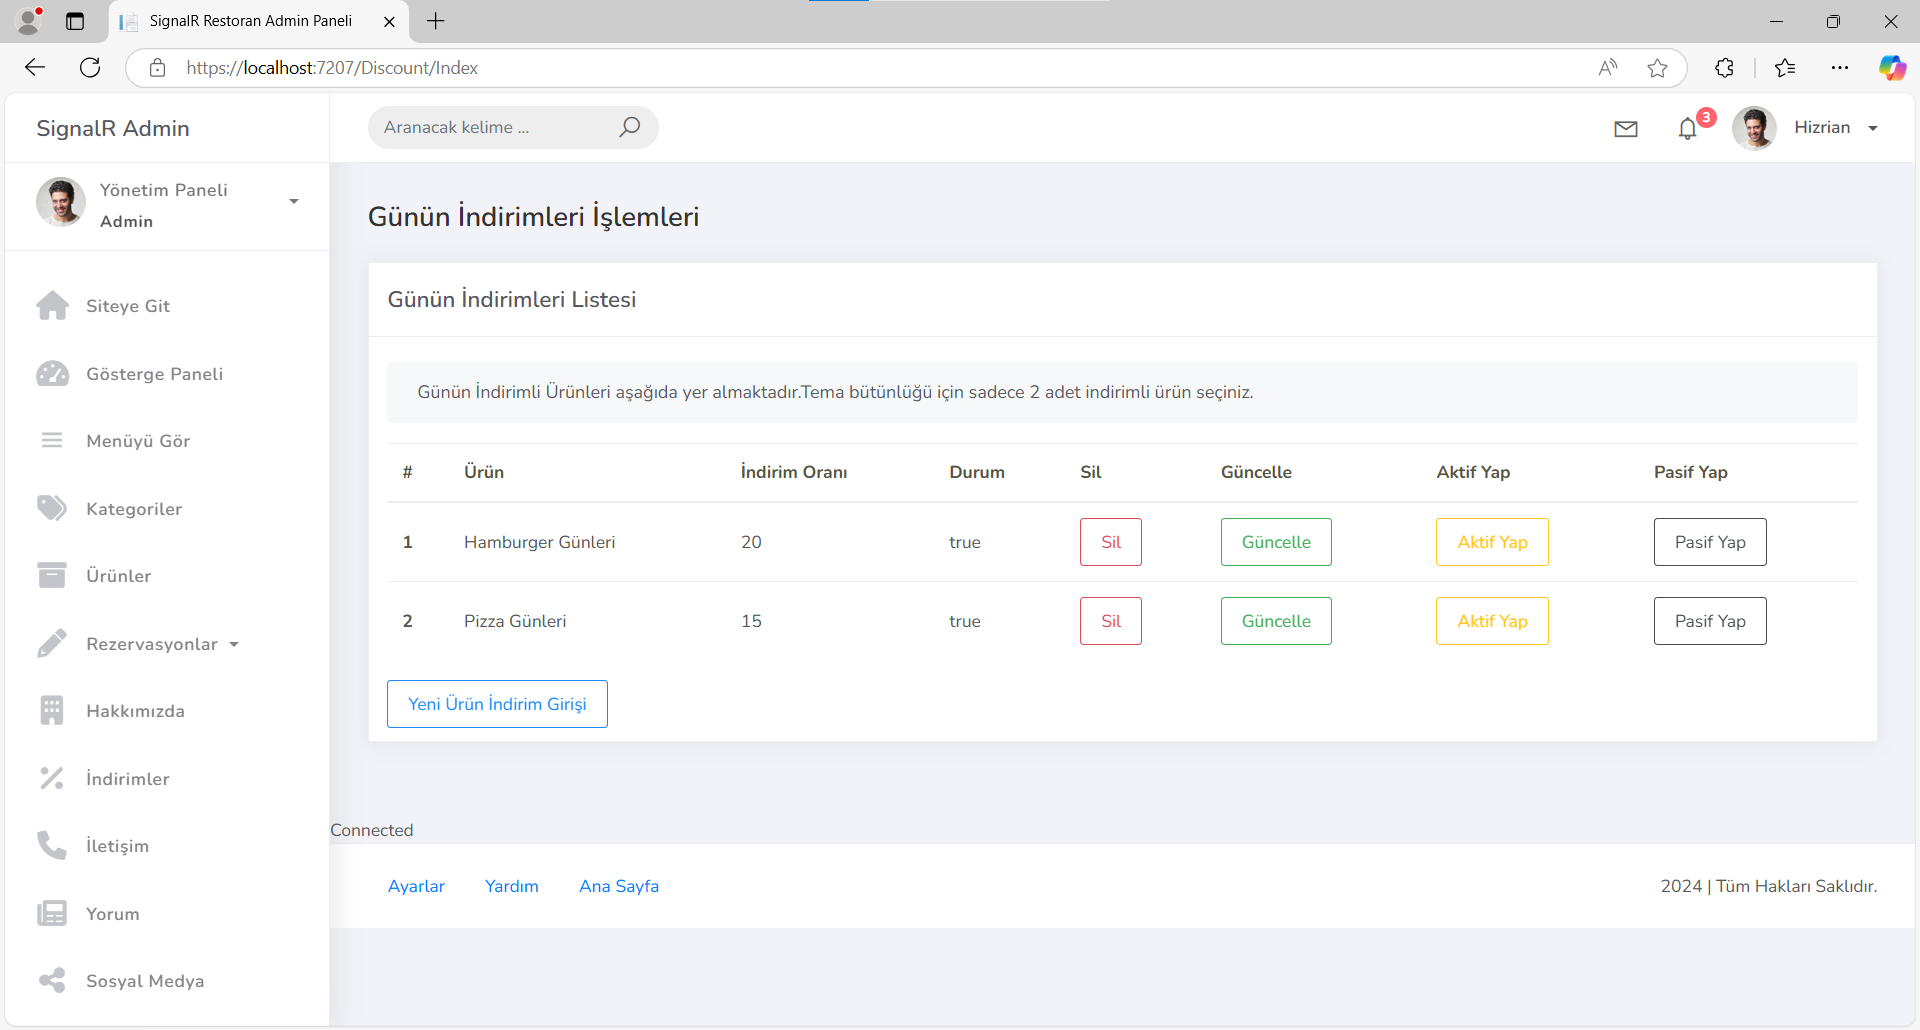 SignalR Restoran Admin Paneli
https://localhost:7207/Discount/Index
SignalR Admin
Aranacak kelime ...
3
Hizrian
Yönetim Paneli
Admin
Siteye Git
Gösterge Paneli
Menüyü Gör
Kategoriler
Ürünler
Rezervasyonlar
Hakkımızda
İndirimler
İletişim
Yorum
Sosyal Medya
Günün İndirimleri İşlemleri
Günün İndirimleri Listesi
Günün İndirimli Ürünleri aşağıda yer almaktadır.Tema bütünlüğü için sadece 2 adet indirimli ürün seçiniz.
# Ürün İndirim Oranı Durum Sil Güncelle Aktif Yap Pasif Yap
1 Hamburger Günleri 20 true Sil Güncelle Aktif Yap Pasif Yap
2 Pizza Günleri 15 true Sil Güncelle Aktif Yap Pasif Yap
Yeni Ürün İndirim Girişi
Connected
Ayarlar Yardım Ana Sayfa 2024 | Tüm Hakları Saklıdır.